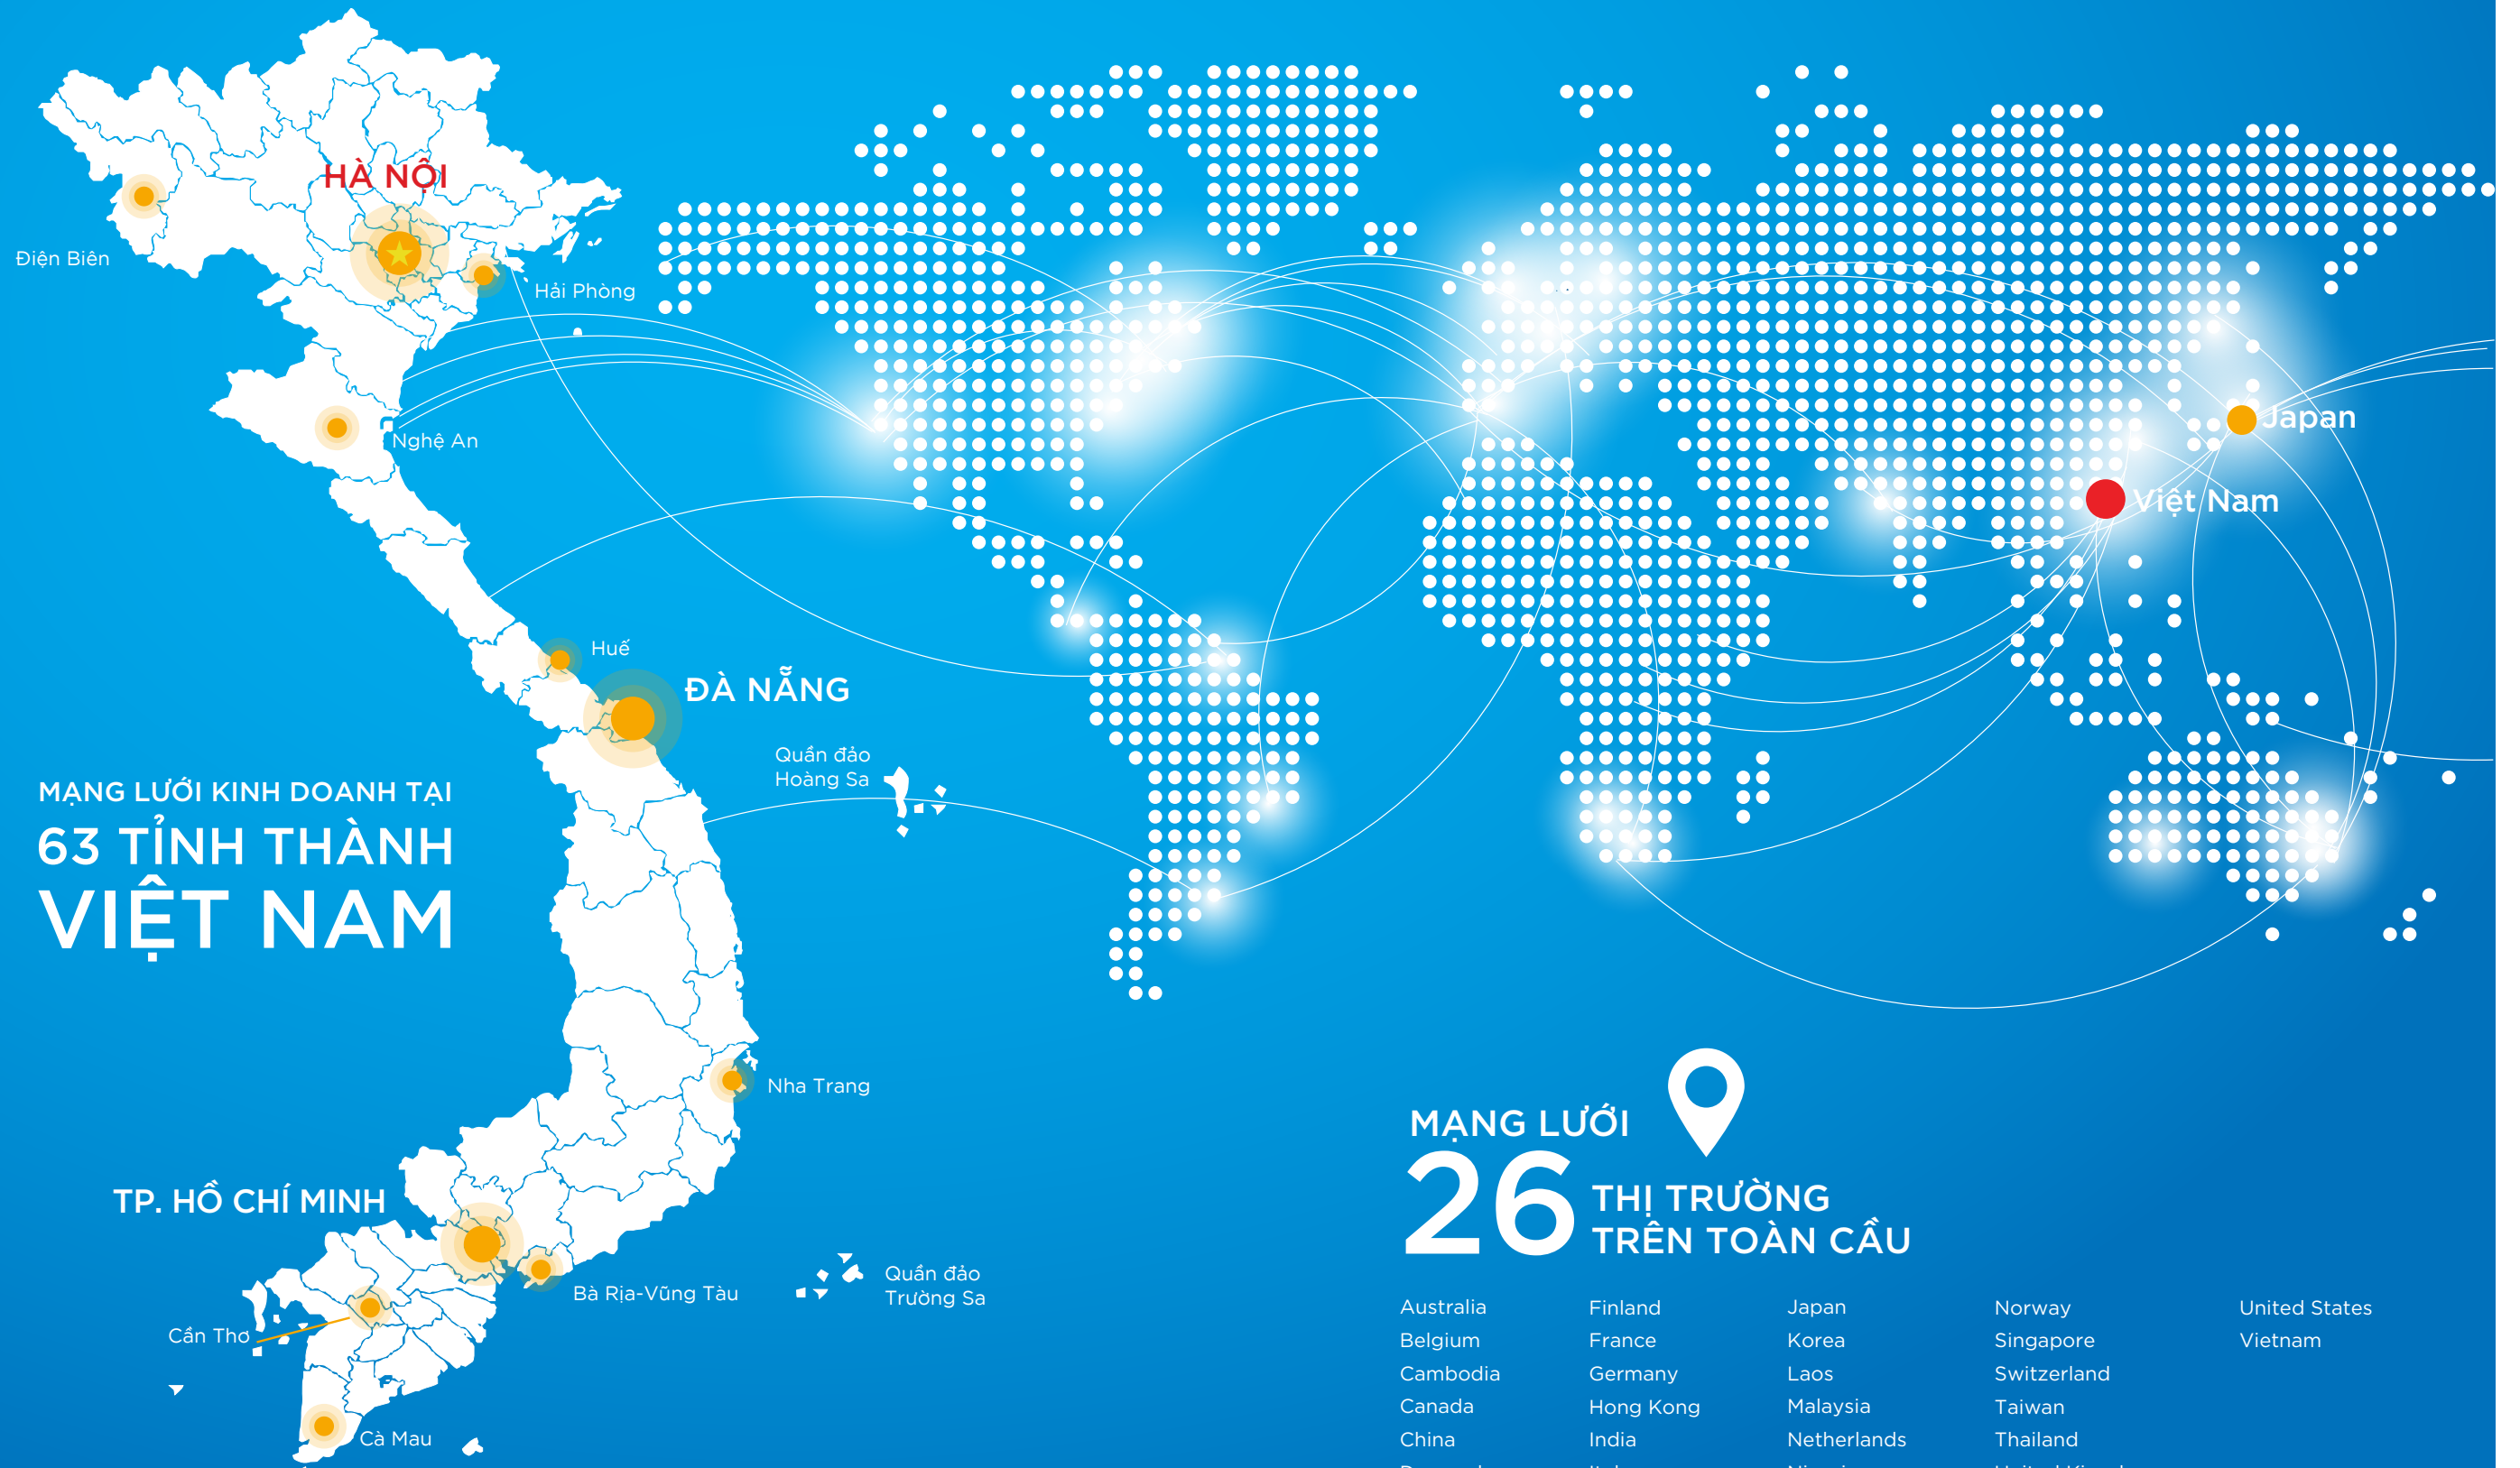 HÀ NỘI
Điện Biên
Hải Phòng
Nghệ An
Huế
ĐÀ NẴNG
Quần đảo
Hoàng Sa
MẠNG LƯỚI KINH DOANH TẠI
63 TỈNH THÀNH
VIỆT NAM
Nha Trang
TP. HỒ CHÍ MINH
Bà Rịa-Vũng Tàu
Quần đảo
Trường Sa
Cần Thơ
Cà Mau
Japan
Việt Nam
MẠNG LƯỚI
26 THỊ TRƯỜNG
TRÊN TOÀN CẦU
Australia
Belgium
Cambodia
Canada
China
Finland
France
Germany
Hong Kong
India
Japan
Korea
Laos
Malaysia
Netherlands
Norway
Singapore
Switzerland
Taiwan
Thailand
United States
Vietnam